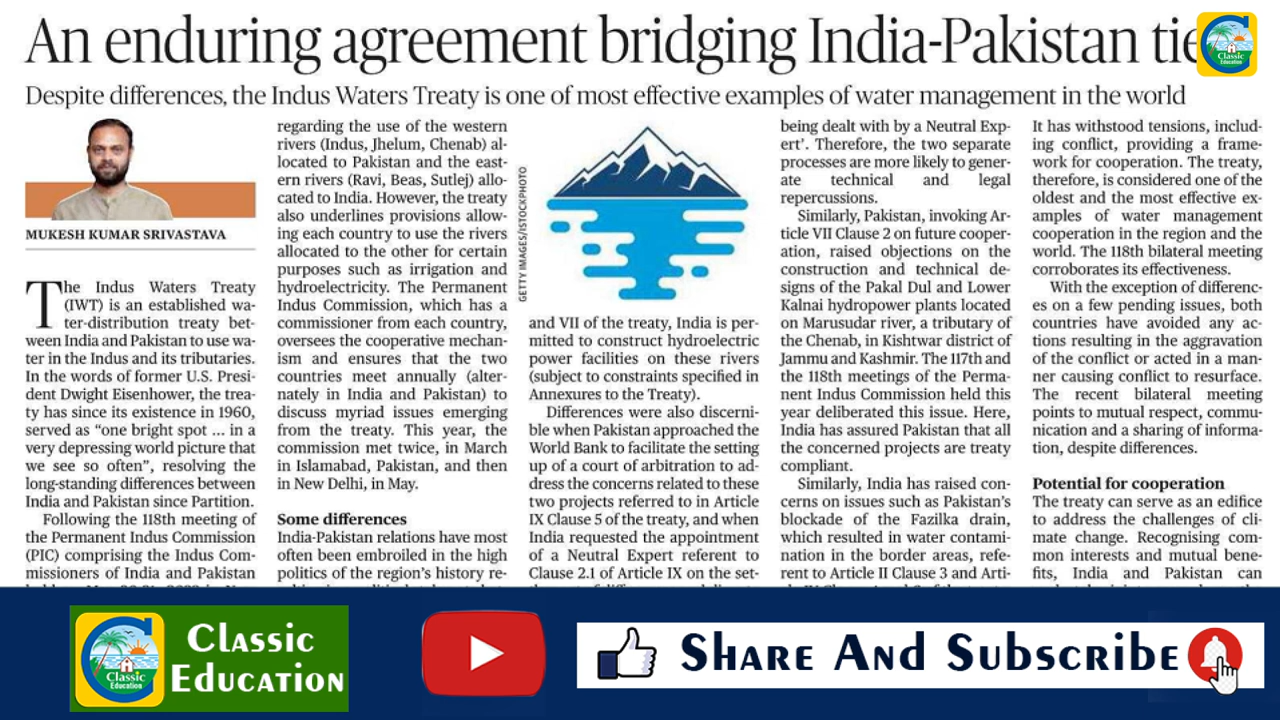 An enduring agreement bridging India-Pakistan tie
Despite differences, the Indus Waters Treaty is one of most effective examples of water management in the world
MUKESH KUMAR SRIVASTAVA
The Indus Waters Treaty
(IWT) is an established wa-
ter-distribution treaty bet-
ween India and Pakistan to use wa-
ter in the Indus and its tributaries.
In the words of former U.S. Presi-
dent Dwight Eisenhower, the trea-
ty has since its existence in 1960,
served as “one bright spot ... in a
very depressing world picture that
we see so often”, resolving the
long-standing differences between
India and Pakistan since Partition.
Following the 118th meeting of
the Permanent Indus Commission
(PIC) comprising the Indus Com-
missioners of India and Pakistan
regarding the use of the western
rivers (Indus, Jhelum, Chenab) al-
located to Pakistan and the east-
ern rivers (Ravi, Beas, Sutlej) allo-
cated to India. However, the treaty
also underlines provisions allow-
ing each country to use the rivers
allocated to the other for certain
purposes such as irrigation and
hydroelectricity. The Permanent
Indus Commission, which has a
commissioner from each country,
oversees the cooperative mechan-
ism and ensures that the two
countries meet annually (alter-
nately in India and Pakistan) to
discuss myriad issues emerging
from the treaty. This year, the
commission met twice, in March
in Islamabad, Pakistan, and then
in New Delhi, in May.
Some differences
India-Pakistan relations have most
often been embroiled in the high
politics of the region’s history re-
GETTY IMAGES/ISTOCKPHOTO
and VII of the treaty, India is per-
mitted to construct hydroelectric
power facilities on these rivers
(subject to constraints specified in
Annexures to the Treaty).
Differences were also discerni-
ble when Pakistan approached the
World Bank to facilitate the setting
up of a court of arbitration to ad-
dress the concerns related to these
two projects referred to in Article
IX Clause 5 of the treaty, and when
India requested the appointment
of a Neutral Expert referent to
Clause 2.1 of Article IX on the set-
being dealt with by a Neutral Exp-
ert’. Therefore, the two separate
processes are more likely to gener-
ate technical and legal
repercussions.
Similarly, Pakistan, invoking Ar-
ticle VII Clause 2 on future cooper-
ation, raised objections on the
construction and technical de-
signs of the Pakal Dul and Lower
Kalnai hydropower plants located
on Marusudar river, a tributary of
the Chenab, in Kishtwar district of
Jammu and Kashmir. The 117th and
the 118th meetings of the Perma-
nent Indus Commission held this
year deliberated this issue. Here,
India has assured Pakistan that all
the concerned projects are treaty
compliant.
Similarly, India has raised con-
cerns on issues such as Pakistan’s
blockade of the Fazilka drain,
which resulted in water contami-
nation in the border areas, refe-
rent to Article II Clause 3 and Arti-
It has withstood tensions, includ-
ing conflict, providing a frame-
work for cooperation. The treaty,
therefore, is considered one of the
oldest and the most effective ex-
amples of water management
cooperation in the region and the
world. The 118th bilateral meeting
corroborates its effectiveness.
With the exception of differenc-
es on a few pending issues, both
countries have avoided any ac-
tions resulting in the aggravation
of the conflict or acted in a man-
ner causing conflict to resurface.
The recent bilateral meeting
points to mutual respect, commu-
nication and a sharing of informa-
tion, despite differences.
Potential for cooperation
The treaty can serve as an edifice
to address the challenges of cli-
mate change. Recognising com-
mon interests and mutual bene-
fits, India and Pakistan can
Classic
Education
Classic
Education
Classic
Education
Share And Subscribe